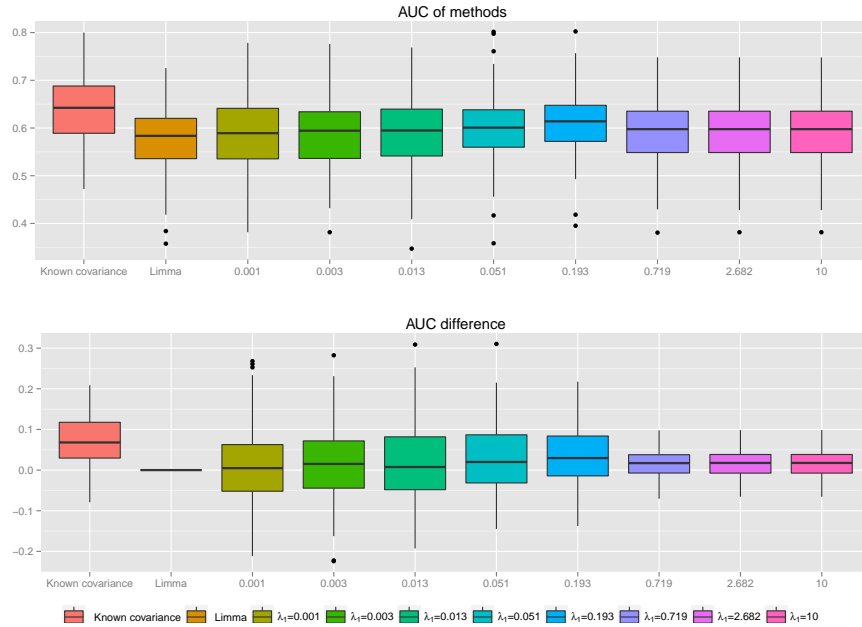 AUC of methods
0.8
0.7
0.6
0.5
0.4
Known covariance Limma 0.001 0.003 0.013 0.051 0.193 0.719 2.682 10
AUC difference
0.3
0.2
0.1
0.0
−0.1
−0.2
Known covariance Limma 0.001 0.003 0.013 0.051 0.193 0.719 2.682 10
Known covariance Limma λ₁=0.001 λ₁=0.003 λ₁=0.013 λ₁=0.051 λ₁=0.193 λ₁=0.719 λ₁=2.682 λ₁=10